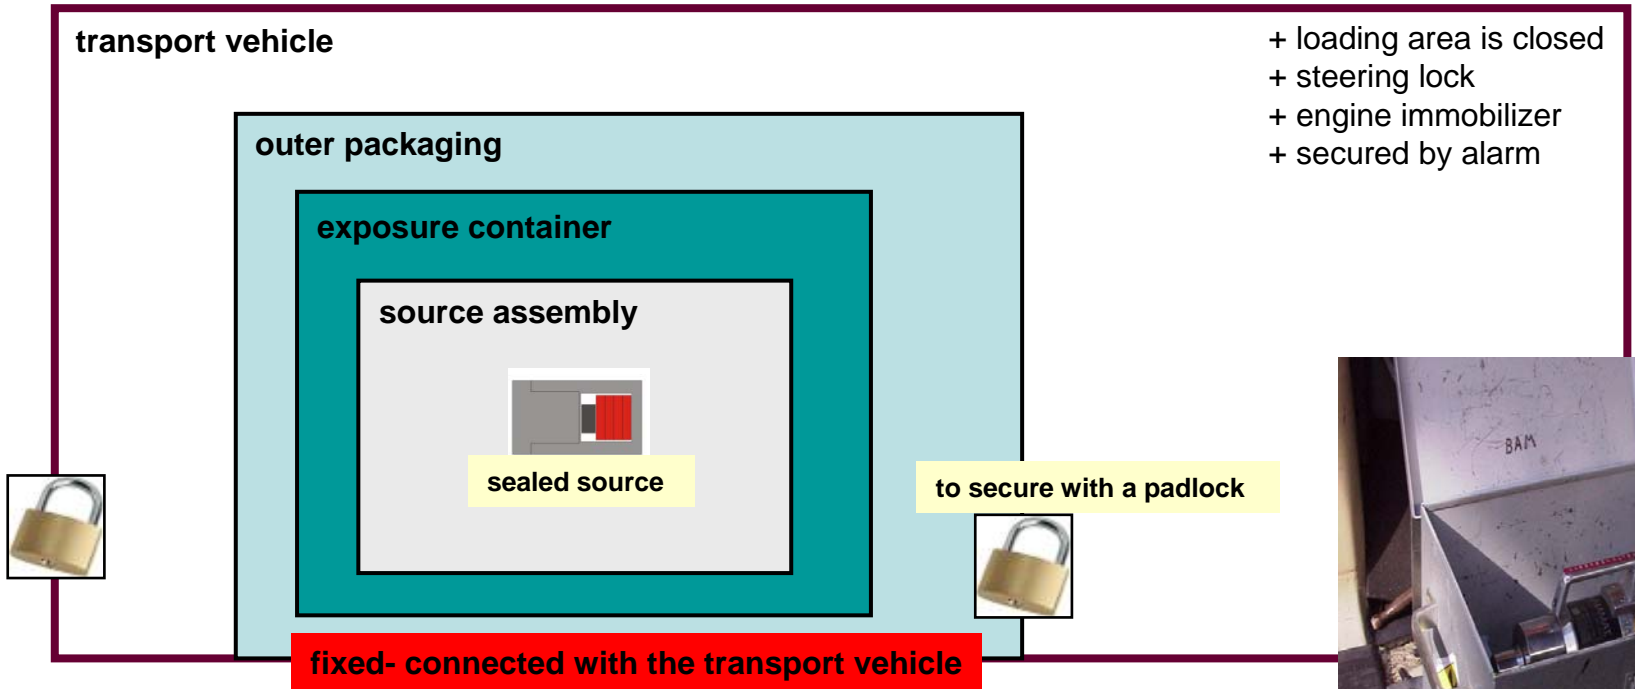 transport vehicle
+ loading area is closed
+ steering lock
+ engine immobilizer
+ secured by alarm
outer packaging
exposure container
source assembly
sealed source
to secure with a padlock
fixed- connected with the transport vehicle
BAM